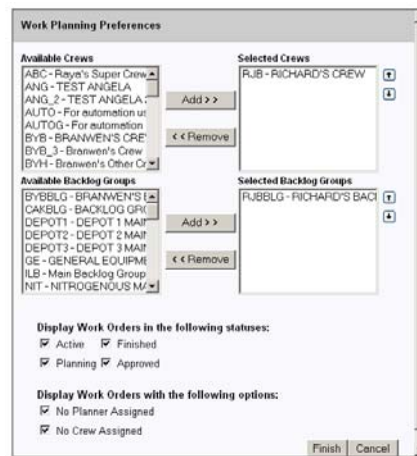 Work Planning Preferences
Available Crews
Selected Crews
ABC - Raya's Super Crew
ANG - TEST ANGELA
ANG_2 - TEST ANGELA
AUTO - For automation us
AUTOG - For automation
BYB - BRANWEN'S CRE
BYB_3 - Branwen's Crew
BYH - Branwen's Other Cr
Add >>
<< Remove
RJB - RICHARD'S CREW
Available Backlog Groups
Selected Backlog Groups
BYBBLG - BRANWEN'S
CAKBLG - BACKLOG GR
DEPOT1 - DEPOT 1 MAI
DEPOT2 - DEPOT 2 MAI
DEPOT3 - DEPOT 3 MAI
GE - GENERAL EQUIPME
ILB - Main Backlog Group
NIT - NITROGENOUS M
Add >>
<< Remove
RJBBLG - RICHARD'S BAC
Display Work Orders in the following statuses:
Active Finished
Planning Approved
Display Work Orders with the following options:
No Planner Assigned
No Crew Assigned
Finish Cancel